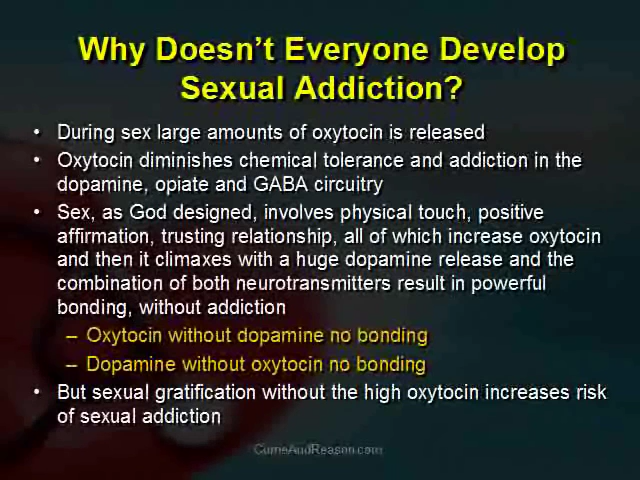 Why Doesn't Everyone Develop
Sexual Addiction?
• During sex large amounts of oxytocin is released
• Oxytocin diminishes chemical tolerance and addiction in the
dopamine, opiate and GABA circuitry
• Sex, as God designed, involves physical touch, positive
affirmation, trusting relationship, all of which increase oxytocin
and then it climaxes with a huge dopamine release and the
combination of both neurotransmitters result in powerful
bonding, without addiction
– Oxytocin without dopamine no bonding
– Dopamine without oxytocin no bonding
• But sexual gratification without the high oxytocin increases risk
of sexual addiction
ComeAndReason.com